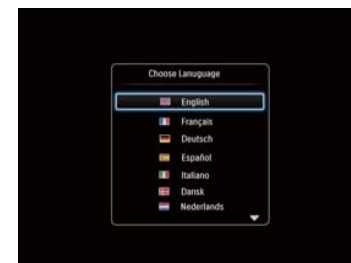 Choose Lanuguage
English
Français
Deutsch
Español
Italiano
Dansk
Nederlands